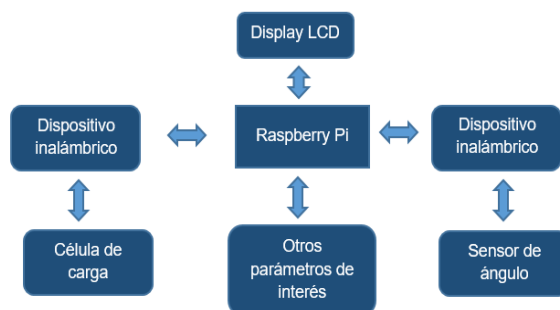 Display LCD
Dispositivo
inalámbrico
Raspberry Pi
Dispositivo
inalámbrico
Célula de
carga
Otros
parámetros de
interés
Sensor de
ángulo